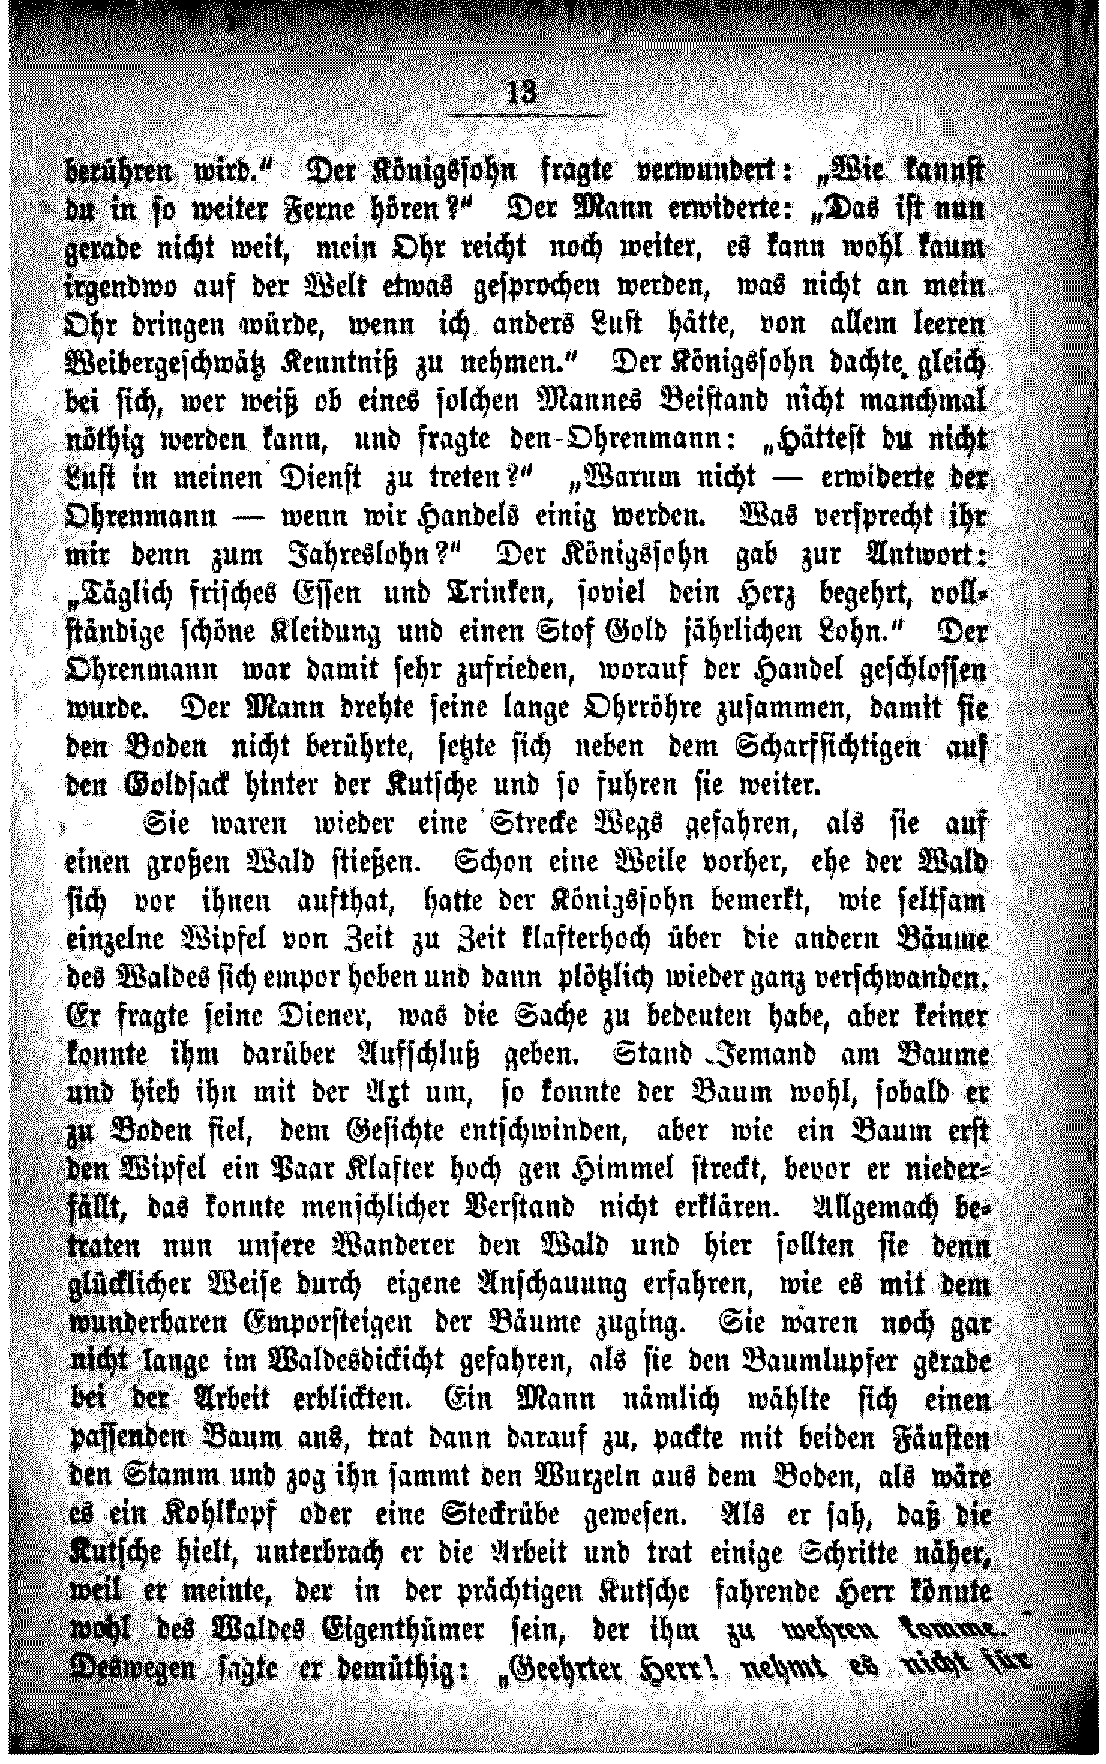 13
berühren wird.“ Der Königssohn fragte verwundert: „Wie kannst
du in so weiter Ferne hören?“ Der Mann erwiderte: „Das ist nun
gerade nicht weit, mein Ohr reicht noch weiter, es kann wohl kaum
irgendwo auf der Welt etwas gesprochen werden, was nicht an mein
Ohr dringen würde, wenn ich anders Lust hätte, von allem leeren
Weibergeschwätz Kenntniß zu nehmen.“ Der Königssohn dachte gleich
bei sich, wer weiß ob eines solchen Mannes Beistand nicht manchmal
nöthig werden kann, und fragte den Ohrenmann: „Hättest du nicht
Lust in meinen Dienst zu treten?“ „Warum nicht — erwiderte der
Ohrenmann — wenn wir Handels einig werden. Was versprecht ihr
mir denn zum Jahreslohn?“ Der Königssohn gab zur Antwort:
„Täglich frisches Essen und Trinken, soviel dein Herz begehrt, voll-
ständige schöne Kleidung und einen Stof Gold jährlichen Lohn.“ Der
Ohrenmann war damit sehr zufrieden, worauf der Handel geschlossen
wurde. Der Mann drehte seine lange Ohrröhre zusammen, damit sie
den Boden nicht berührte, setzte sich neben dem Scharfsichtigen auf
den Goldsack hinter der Kutsche und so fuhren sie weiter.
Sie waren wieder eine Strecke Wegs gefahren, als sie auf
einen großen Wald stießen. Schon eine Weile vorher, ehe der Wald
sich vor ihnen aufthat, hatte der Königssohn bemerkt, wie seltsam
einzelne Wipfel von Zeit zu Zeit klafterhoch über die andern Bäume
des Waldes sich empor hoben und dann plötzlich wieder ganz verschwanden.
Er fragte seine Diener, was die Sache zu bedeuten habe, aber keiner
konnte ihm darüber Aufschluß geben. Stand Jemand am Baume
und hieb ihn mit der Axt um, so konnte der Baum wohl, sobald er
zu Boden fiel, dem Gesichte entschwinden, aber wie ein Baum erst
den Wipfel ein Paar Klafter hoch gen Himmel streckt, bevor er nieder-
fällt, das konnte menschlicher Verstand nicht erklären. Allgemach be-
traten nun unsere Wanderer den Wald und hier sollten sie denn
glücklicher Weise durch eigene Anschauung erfahren, wie es mit dem
wunderbaren Emporsteigen der Bäume zuging. Sie waren noch gar
nicht lange im Waldesdickicht gefahren, als sie den Baumlupfer gerade
bei der Arbeit erblickten. Ein Mann nämlich wählte sich einen
passenden Baum aus, trat dann darauf zu, packte mit beiden Fäusten
den Stamm und zog ihn sammt den Wurzeln aus dem Boden, als wäre
es ein Kohlkopf oder eine Steckrübe gewesen. Als er sah, daß die
Kutsche hielt, unterbrach er die Arbeit und trat einige Schritte näher,
weil er meinte, der in der prächtigen Kutsche fahrende Herr könnte
wohl des Waldes Eigenthümer sein, der ihm zu wehren komme.
Deswegen sagte er demüthig: „Geehrter Herr! nehmt es nicht für